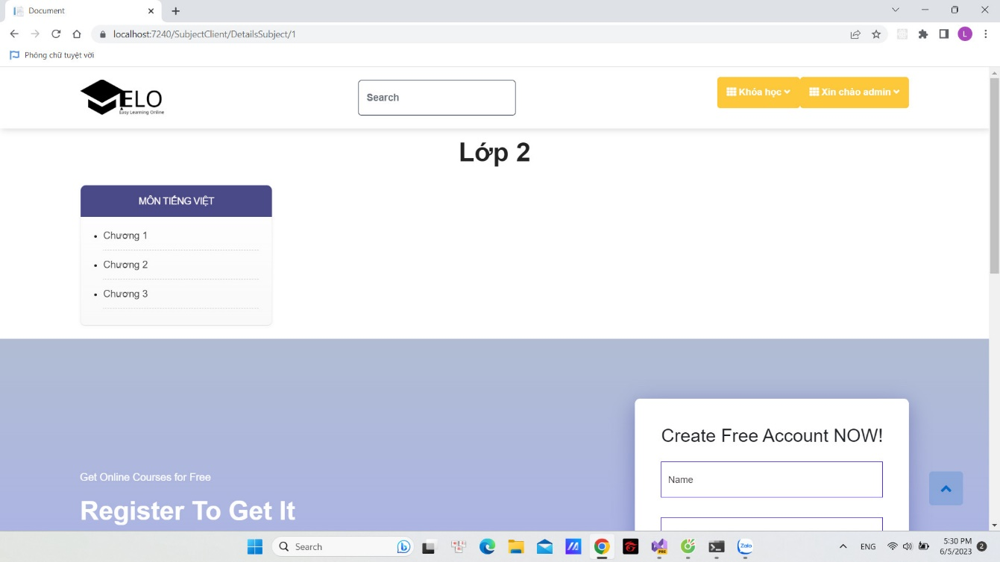 Document
localhost:7240/SubjectClient/DetailsSubject/1
L
Phông chữ tuyệt vời
ELO
Easy Learning Online
Search
Khóa học
Xin chào admin
Lớp 2
MÔN TIẾNG VIỆT
Chương 1
Chương 2
Chương 3
Create Free Account NOW!
Name
Get Online Courses for Free
Register To Get It
Search
PRE
Zalo
ENG
5:30 PM
6/5/2023
2